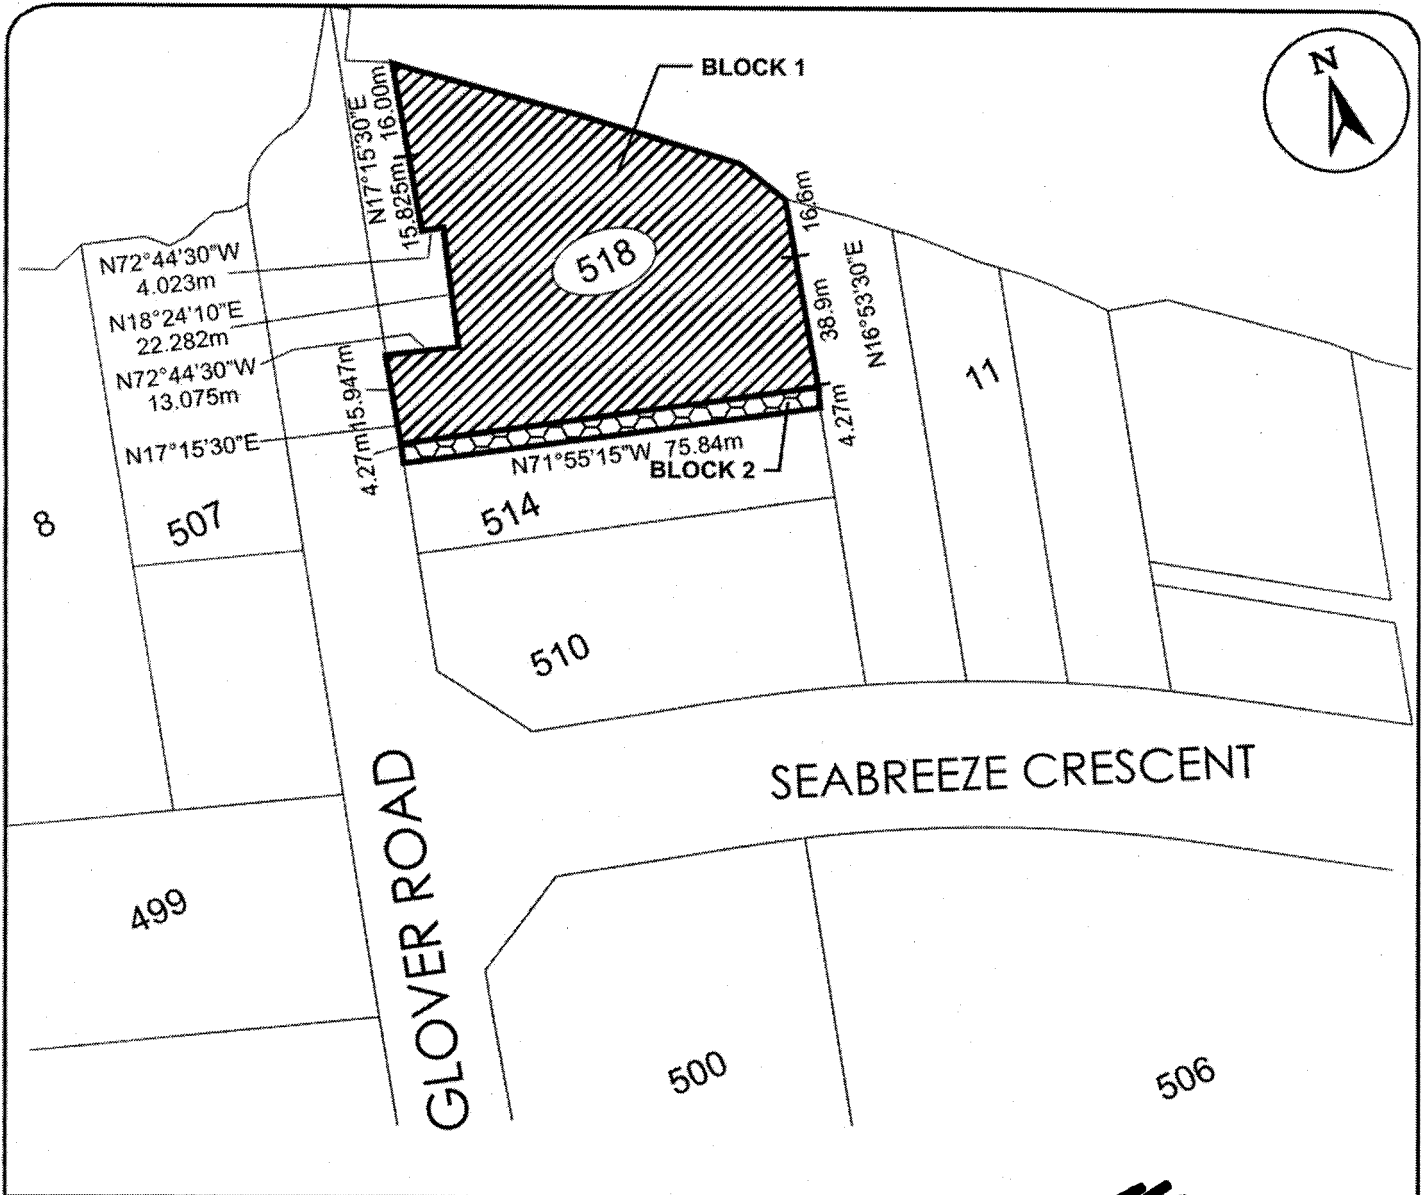 N
BLOCK 1
N17°15'30"E
16.00m
15.825m
16.6m
518
N72°44'30"W
4.023m
38.9m
N16°53'30"E
N18°24'10"E
22.282m
N72°44'30"W
13.075m
15.947m
11
4.27m
N17°15'30"E
4.27m
N71°55'15"W 75.84m
BLOCK 2
8
507
514
510
SEABREEZE CRESCENT
GLOVER ROAD
499
500
506